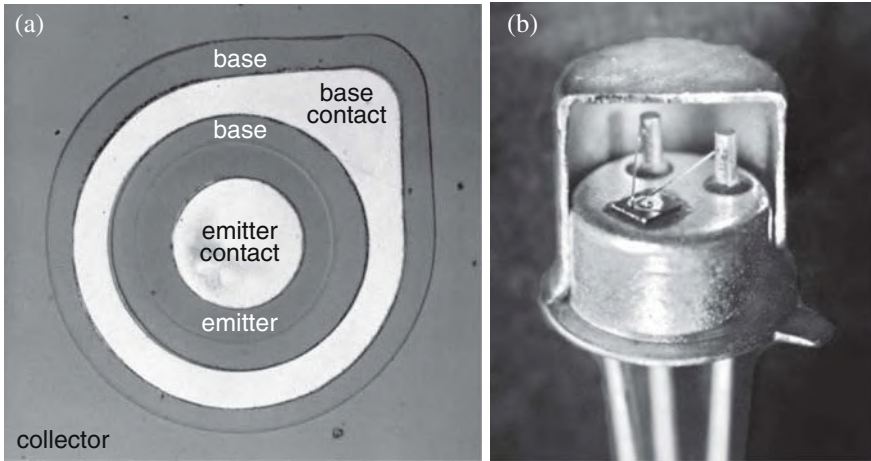 (a)
base
base
contact
base
emitter
contact
emitter
collector
(b)